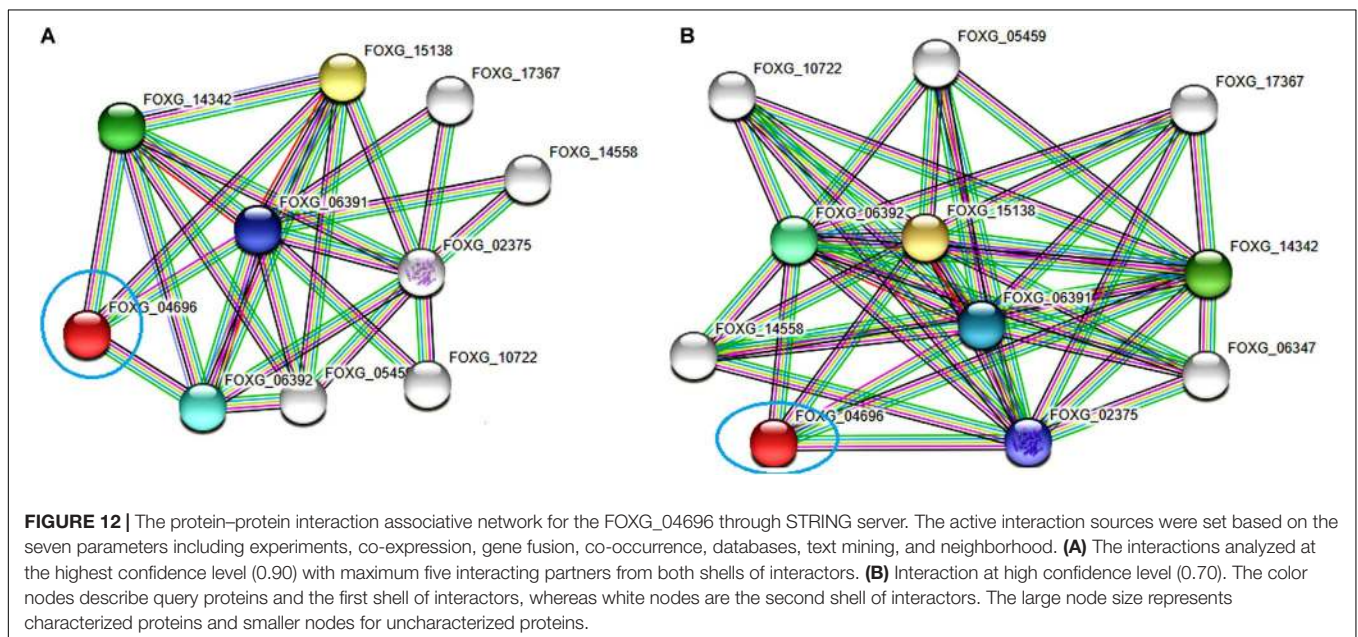 A
FOXG_15138
FOXG_17367
FOXG_14342
FOXG_14558
FOXG_06391
FOXG_02375
FOXG_04696
FOXG_10722
FOXG_06392
FOXG_05459
B
FOXG_05459
FOXG_10722
FOXG_17367
FOXG_06392
FOXG_15138
FOXG_14342
FOXG_06391
FOXG_14558
FOXG_06347
FOXG_04696
FOXG_02375
FIGURE 12 | The protein–protein interaction associative network for the FOXG_04696 through STRING server. The active interaction sources were set based on the
seven parameters including experiments, co-expression, gene fusion, co-occurrence, databases, text mining, and neighborhood. (A) The interactions analyzed at
the highest confidence level (0.90) with maximum five interacting partners from both shells of interactors. (B) Interaction at high confidence level (0.70). The color
nodes describe query proteins and the first shell of interactors, whereas white nodes are the second shell of interactors. The large node size represents
characterized proteins and smaller nodes for uncharacterized proteins.